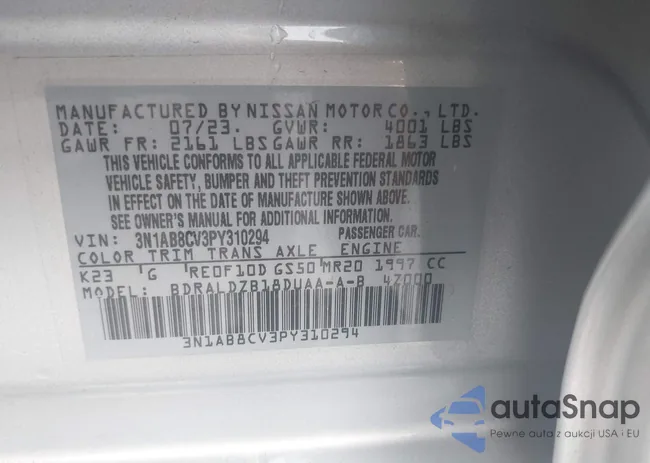 MANUFACTURED BY NISSAN MOTOR CO., LTD.
DATE: 07/23. GVWR: 4001 LBS
GAWR FR: 2161 LBS GAWR RR: 1863 LBS
THIS VEHICLE CONFORMS TO ALL APPLICABLE FEDERAL MOTOR
VEHICLE SAFETY, BUMPER AND THEFT PREVENTION STANDARDS
IN EFFECT ON THE DATE OF MANUFACTURE SHOWN ABOVE.
SEE OWNER'S MANUAL FOR ADDITIONAL INFORMATION.
VIN: 3N1AB8CV3PY310294 PASSENGER CAR.
COLOR TRIM TRANS AXLE ENGINE
K23 G RE0F10D GS50 MR20 1997 CC
MODEL: BDRALDZB18DUAA-A-B 4Z000
3N1AB8CV3PY310294
autaSnap
Pewne auta z aukcji USA i EU